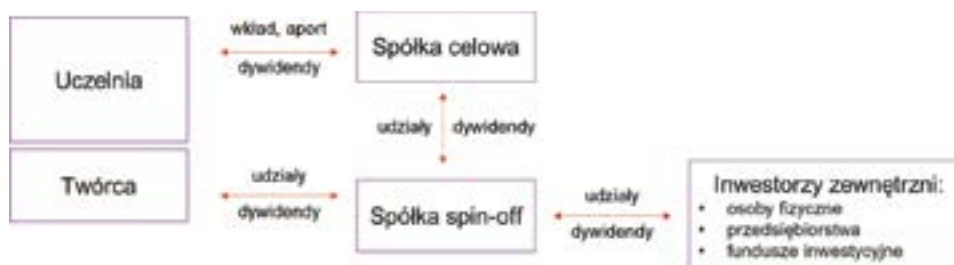 Uczelnia
wkład, aport
dywidendy
Spółka celowa
udziały
dywidendy
Twórca
udziały
dywidendy
Spółka spin-off
udziały
dywidendy
Inwestorzy zewnętrzni:
• osoby fizyczne
• przedsiębiorstwa
• fundusze inwestycyjne